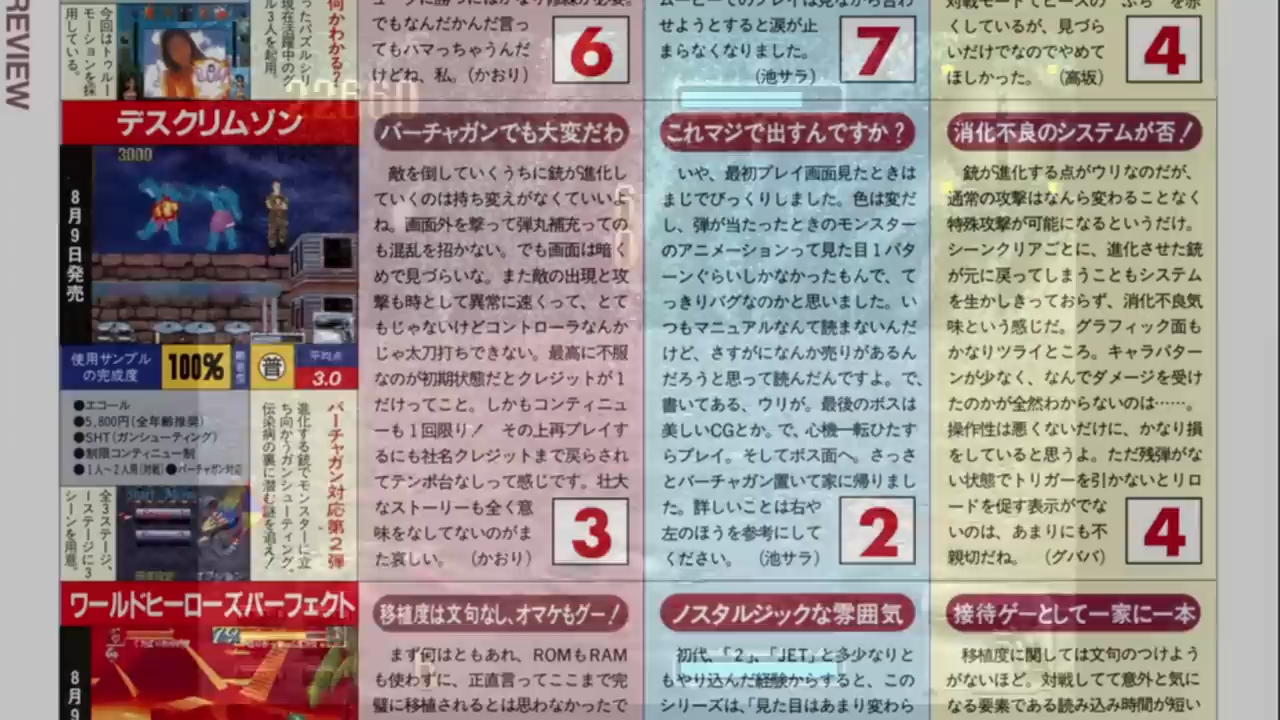 REVIEW
今回はトゥルー
モーションを採
用している。
何かわかる?
ったパズルシリ
現在活躍中の
ル3人を起用。
でもなんだかんだ言っ
てもハマっちゃうんだ
けどね、私。(かおり)
6
せようとすると涙が止
まらなくなりました。
(池サラ)
7
くしているが、見づら
いだけでなのでやめて
ほしかった。 (高坂)
4
22660
デスクリムゾン
3000
8月9日発売
使用サンプル
の完成度
100%
普
平均点
3.0
●エコール
●5,800円(全年齢推奨)
●SHT(ガンシューティング)
●制限コンティニュー制
●1人〜2人用(対戦) ●バーチャガン対応
バーチャガン対応第2弾
進化する銃でモンスターに立
ち向かうガンシューティング。
伝染病の裏に潜む謎を追え!
全3ステージ、
1ステージに3
シーンを用意。
バーチャガンでも大変だわ
敵を倒していくうちに銃が進化し
ていくのは持ち変えがなくていいよ
ね。画面外を撃って弾丸補充っての
も混乱を招かない。でも画面は暗く
めで見づらいな。また敵の出現と攻
撃も時として異常に速くって、とて
もじゃないけどコントローラなんか
じゃ太刀打ちできない。最高に不服
なのが初期状態だとクレジットが1
だけってこと。しかもコンティニュ
ーも1回限り! その上再プレイす
るにも社名クレジットまで戻らされ
てテンポ台なしって感じです。壮大
なストーリーも全く意
味をなしてないのがま
た哀しい。 (かおり)
3
これマジで出すんですか?
いや、最初プレイ画面見たときは
まじでびっくりしました。色は変だ
し、弾が当たったときのモンスター
のアニメーションって見た目1パタ
ーンぐらいしかなかったもんで、て
っきりバグなのかと思いました。い
つもマニュアルなんて読まないんだ
けど、さすがになんか売りがあるん
だろうと思って読んだんですよ。で、
書いてある、ウリが。最後のボスは
美しいCGとか。で、心機一転ひたす
らプレイ。そしてボス面へ。さっさ
とバーチャガン置いて家に帰りまし
た。詳しいことは右や
左のほうを参考にして
ください。 (池サラ)
2
消化不良のシステムが否!
銃が進化する点がウリなのだが、
通常の攻撃はなんら変わることなく
特殊攻撃が可能になるというだけ。
シーンクリアごとに、進化させた銃
が元に戻ってしまうこともシステム
を生かしきっておらず、消化不良気
味という感じだ。グラフィック面も
かなりツライところ。キャラパター
ンが少なく、なんでダメージを受け
たのかが全然わからないのは……。
操作性は悪くないだけに、かなり損
をしていると思うよ。ただ残弾がな
い状態でトリガーを引かないとリロ
ードを促す表示がでな
いのは、あまりにも不
親切だね。 (グババ)
4
ワールドヒーローズパーフェクト
8月9
移植度は文句なし、オマケもグー!
まず何はともあれ、ROMもRAM
も使わずに、正直言ってここまで完
璧に移植されるとは思わなかったで
ノスタルジックな雰囲気
初代、「2」、「JET」と多少なりと
もやり込んだ経験からすると、この
シリーズは、「見た目はあまり変わら
接待ゲーとして一家に一本
移植度に関しては文句のつけよう
がないほど。対戦してて意外と気に
なる要素である読み込み時間が短い